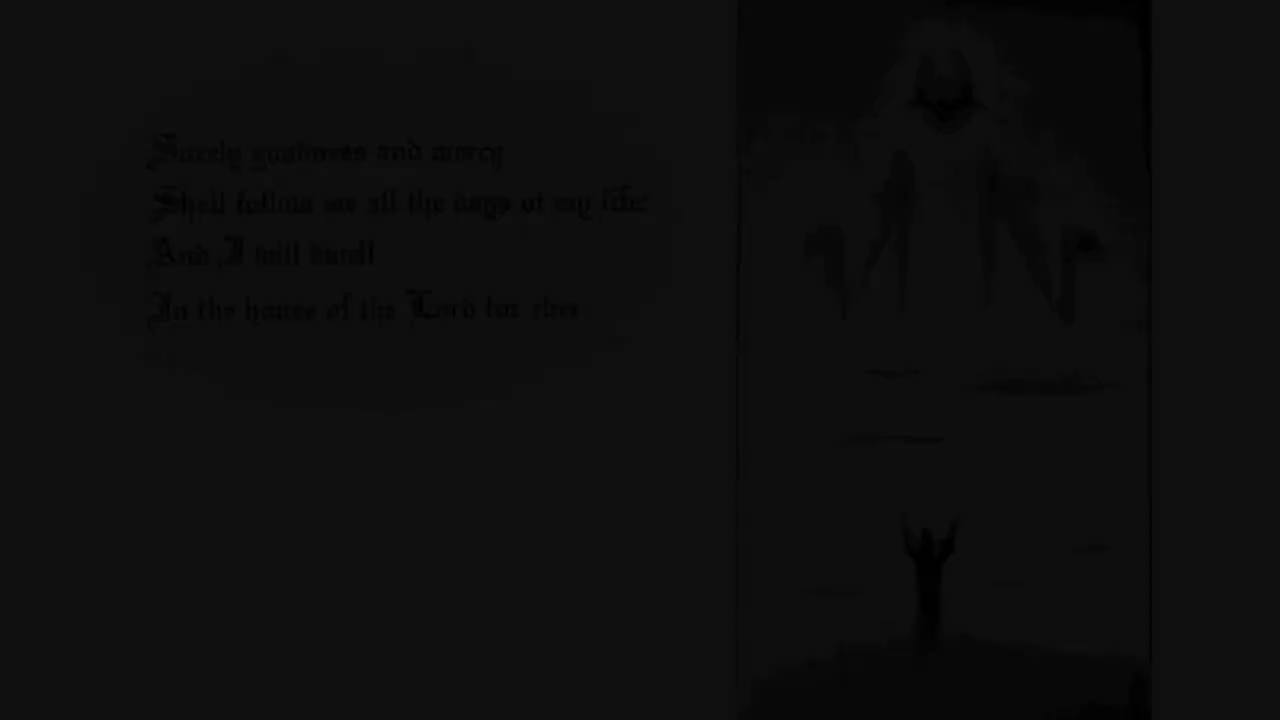 Surely goodness and mercy
Shall follow me all the days of my life:
And I will dwell
In the house of the Lord for ever.